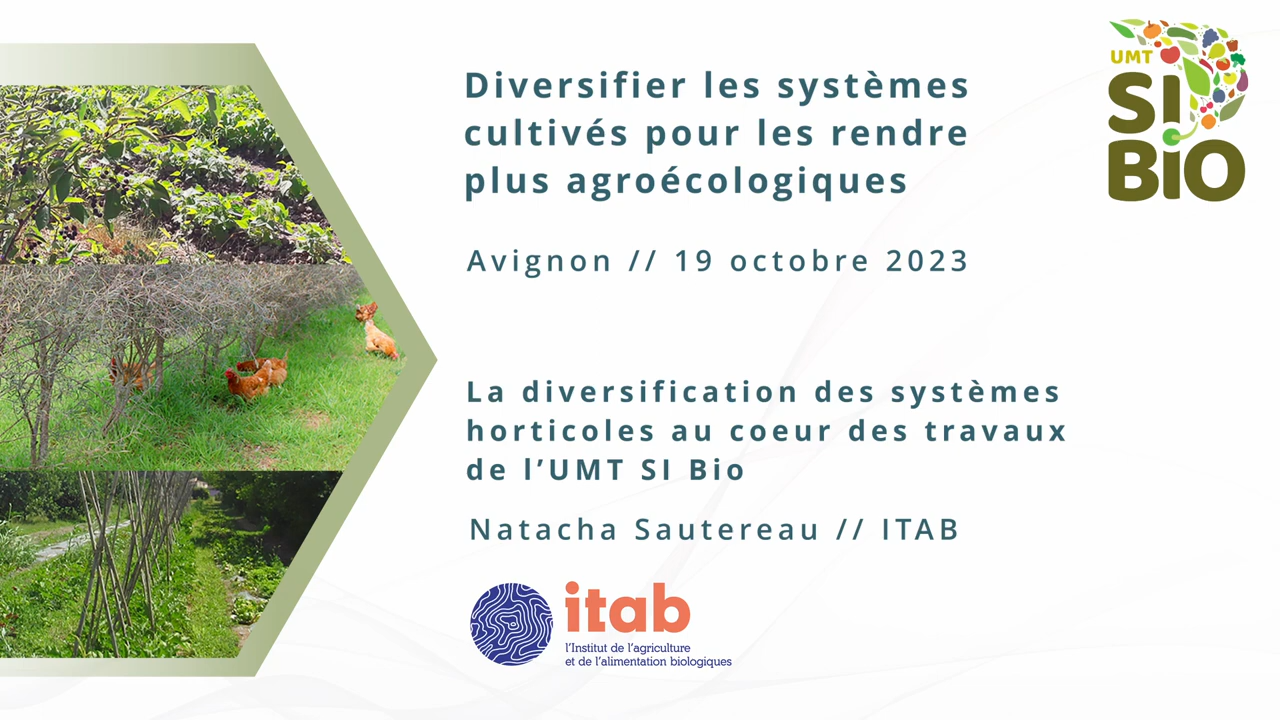 UMT
SI
BIO
Diversifier les systèmes
cultivés pour les rendre
plus agroécologiques
Avignon // 19 octobre 2023
La diversification des systèmes
horticoles au coeur des travaux
de l’UMT SI Bio
Natacha Sautereau // ITAB
itab
l’Institut de l’agriculture
et de l’alimentation biologiques